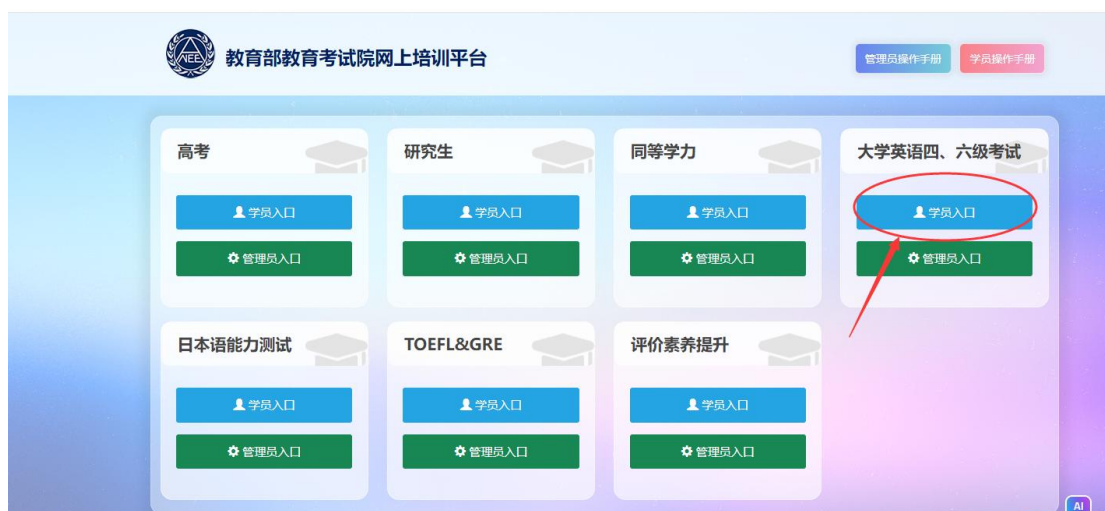 NEEA
教育部教育考试院网上培训平台
管理员操作手册
学员操作手册
高考
学员入口
管理员入口
研究生
学员入口
管理员入口
同等学力
学员入口
管理员入口
大学英语四、六级考试
学员入口
管理员入口
日本语能力测试
学员入口
管理员入口
TOEFL&GRE
学员入口
管理员入口
评价素养提升
学员入口
管理员入口
AI